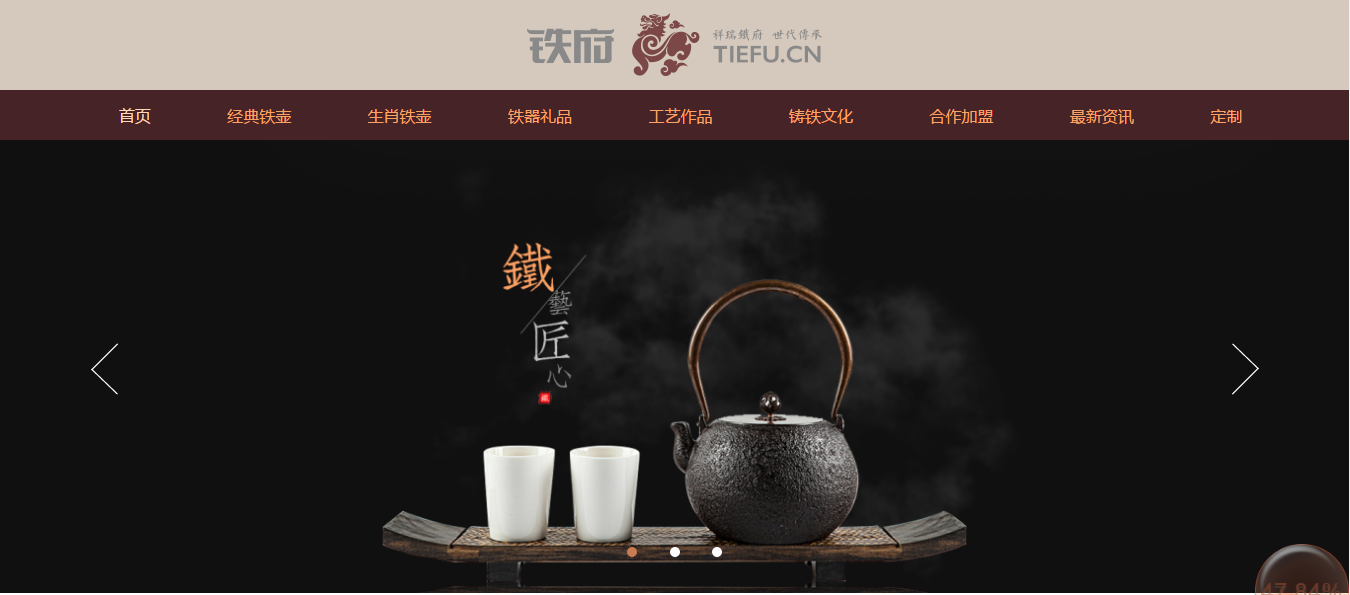 铁府
祥瑞鐵府 世代傳承
TIEFU.CN
首页 经典铁壶 生肖铁壶 铁器礼品 工艺作品 铸铁文化 合作加盟 最新资讯 定制
鐵
藝
匠
心
47.84%